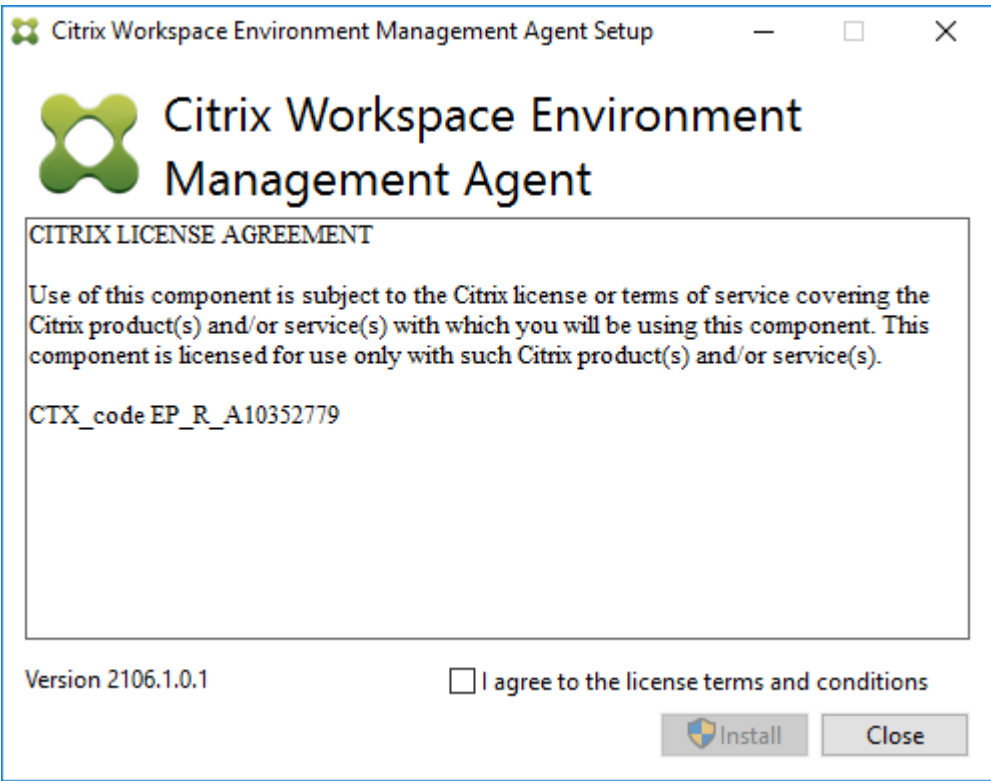 Citrix Workspace Environment Management Agent Setup
Citrix Workspace Environment
Management Agent
CITRIX LICENSE AGREEMENT
Use of this component is subject to the Citrix license or terms of service covering the
Citrix product(s) and/or service(s) with which you will be using this component. This
component is licensed for use only with such Citrix product(s) and/or service(s).
CTX_code EP_R_A10352779
Version 2106.1.0.1
I agree to the license terms and conditions
Install
Close